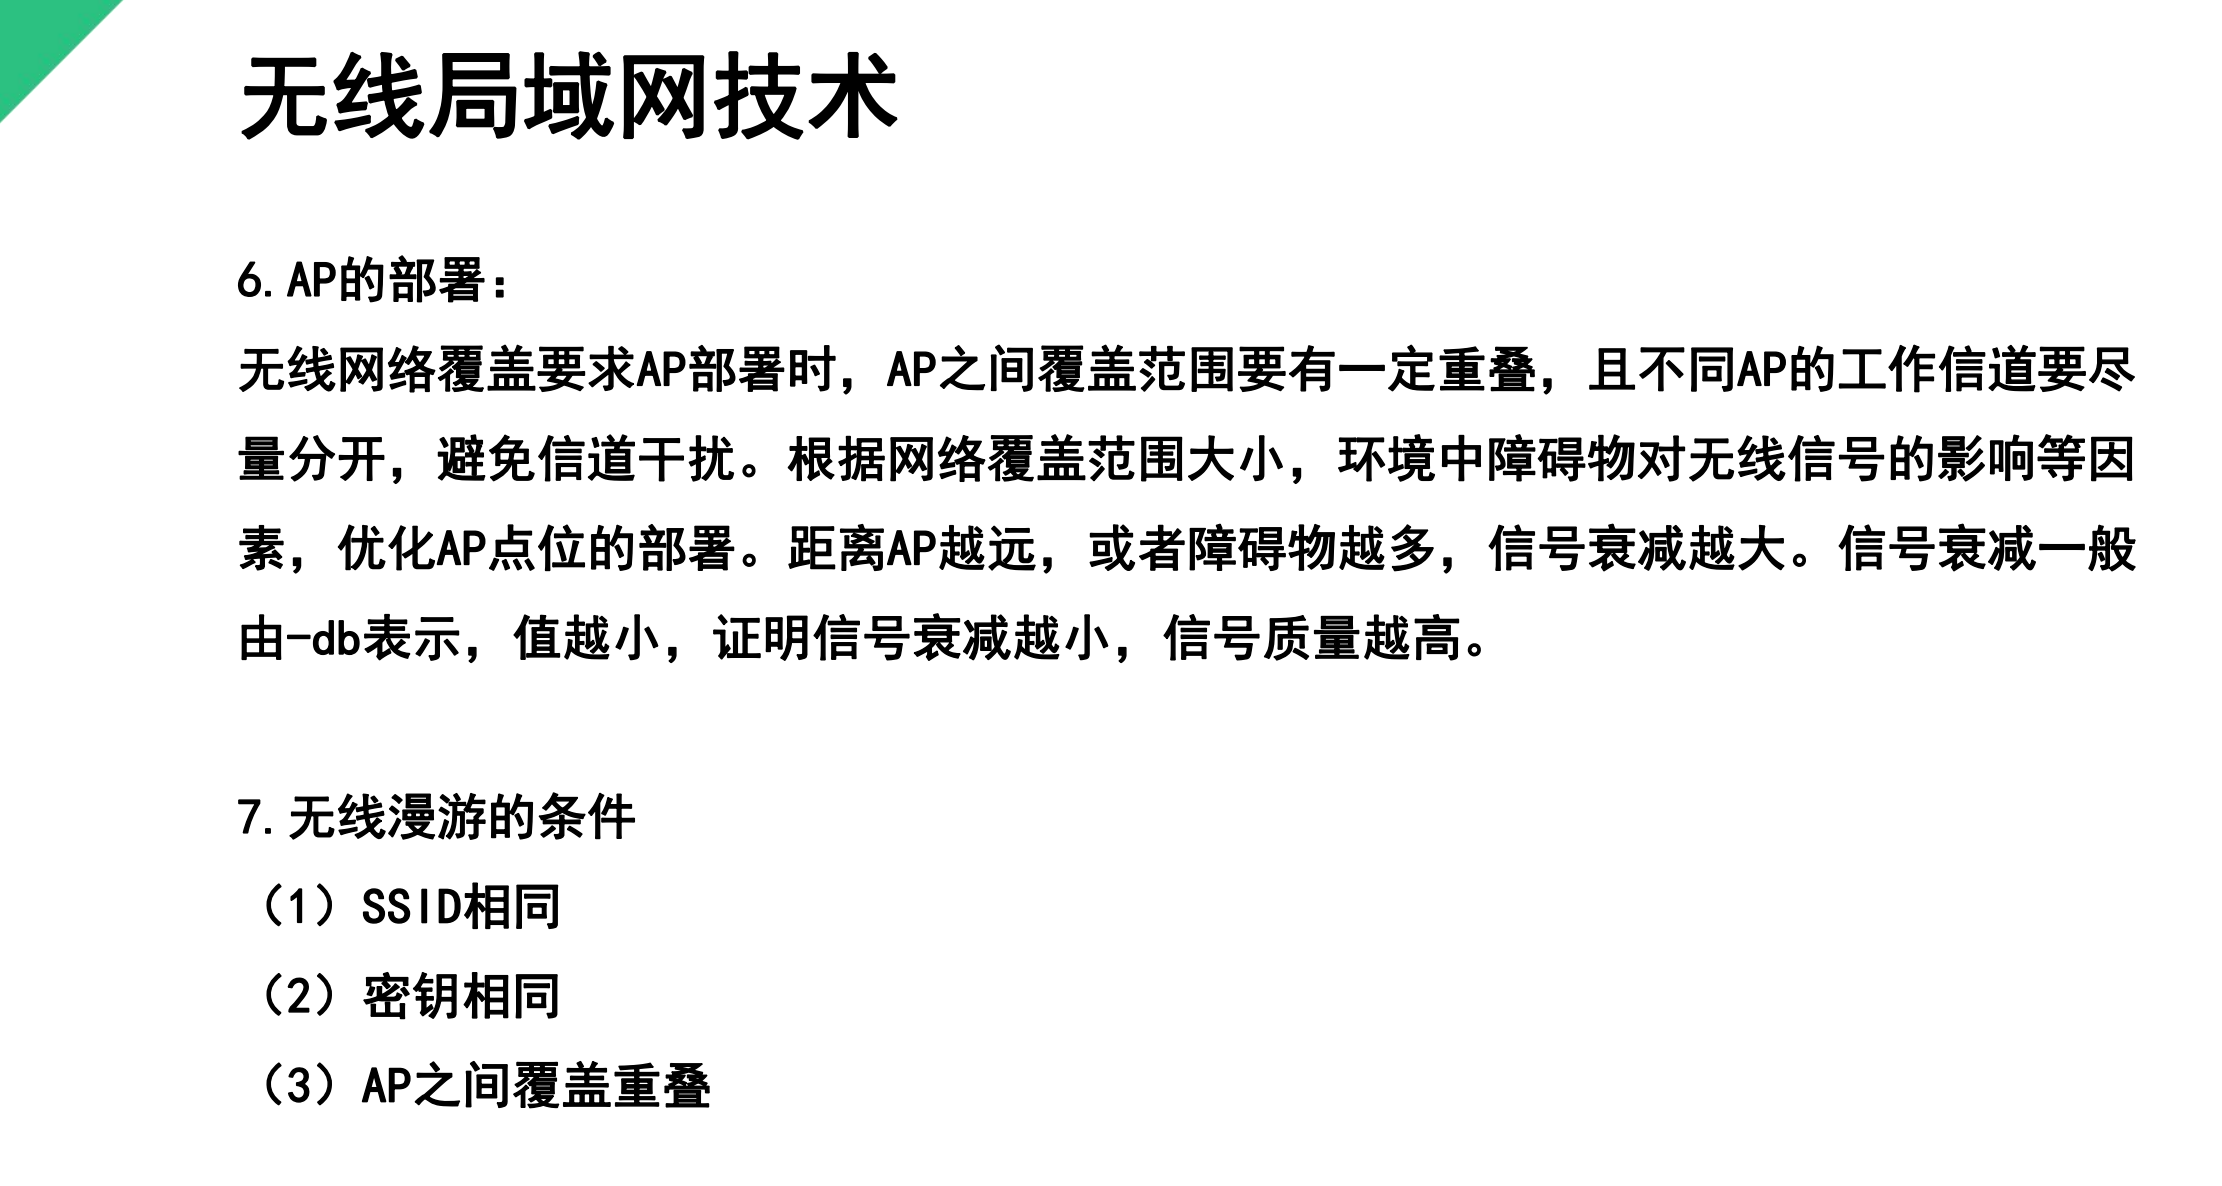 无线局域网技术
6.AP的部署：
无线网络覆盖要求AP部署时，AP之间覆盖范围要有一定重叠，且不同AP的工作信道要尽
量分开，避免信道干扰。根据网络覆盖范围大小，环境中障碍物对无线信号的影响等因
素，优化AP点位的部署。距离AP越远，或者障碍物越多，信号衰减越大。信号衰减一般
由-db表示，值越小，证明信号衰减越小，信号质量越高。
7.无线漫游的条件
（1）SSID相同
（2）密钥相同
（3）AP之间覆盖重叠